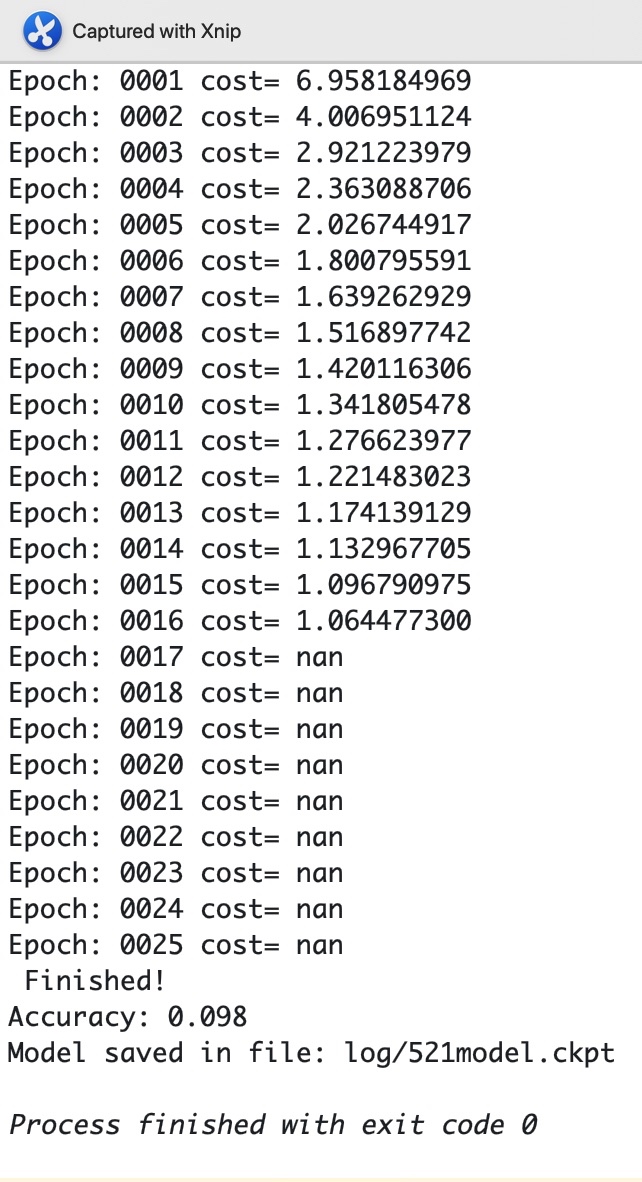 Captured with Xnip
Epoch: 0001 cost= 6.958184969
Epoch: 0002 cost= 4.006951124
Epoch: 0003 cost= 2.921223979
Epoch: 0004 cost= 2.363088706
Epoch: 0005 cost= 2.026744917
Epoch: 0006 cost= 1.800795591
Epoch: 0007 cost= 1.639262929
Epoch: 0008 cost= 1.516897742
Epoch: 0009 cost= 1.420116306
Epoch: 0010 cost= 1.341805478
Epoch: 0011 cost= 1.276623977
Epoch: 0012 cost= 1.221483023
Epoch: 0013 cost= 1.174139129
Epoch: 0014 cost= 1.132967705
Epoch: 0015 cost= 1.096790975
Epoch: 0016 cost= 1.064477300
Epoch: 0017 cost= nan
Epoch: 0018 cost= nan
Epoch: 0019 cost= nan
Epoch: 0020 cost= nan
Epoch: 0021 cost= nan
Epoch: 0022 cost= nan
Epoch: 0023 cost= nan
Epoch: 0024 cost= nan
Epoch: 0025 cost= nan
Finished!
Accuracy: 0.098
Model saved in file: log/521model.ckpt
Process finished with exit code 0